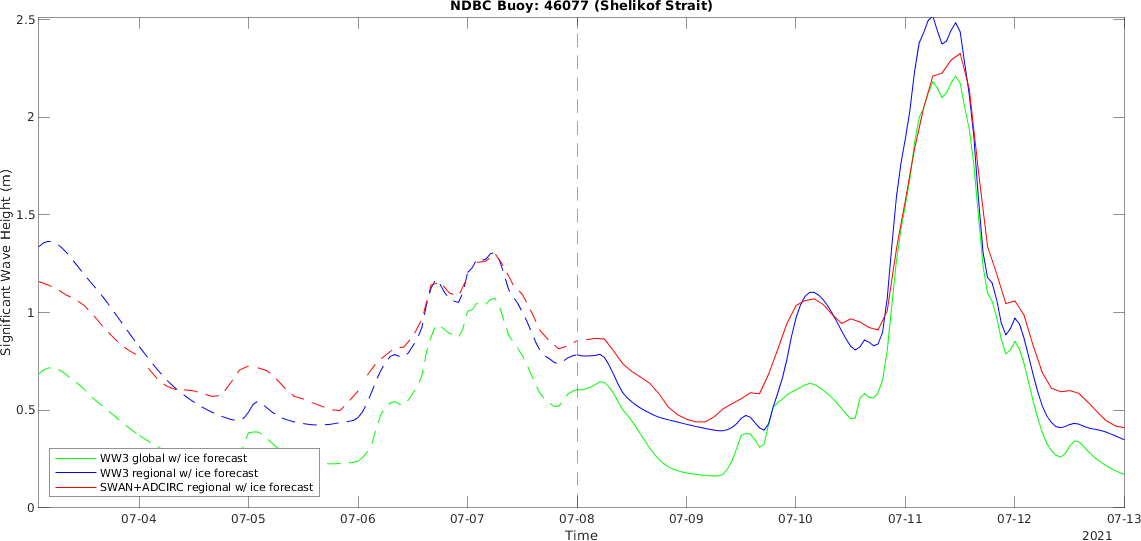 NDBC Buoy: 46077 (Shelikof Strait)
Significant Wave Height (m)
2.5
2
1.5
1
0.5
0
WW3 global w/ ice forecast
WW3 regional w/ ice forecast
SWAN+ADCIRC regional w/ ice forecast
07-04 07-05 07-06 07-07 07-08 07-09 07-10 07-11 07-12 07-13
Time
2021